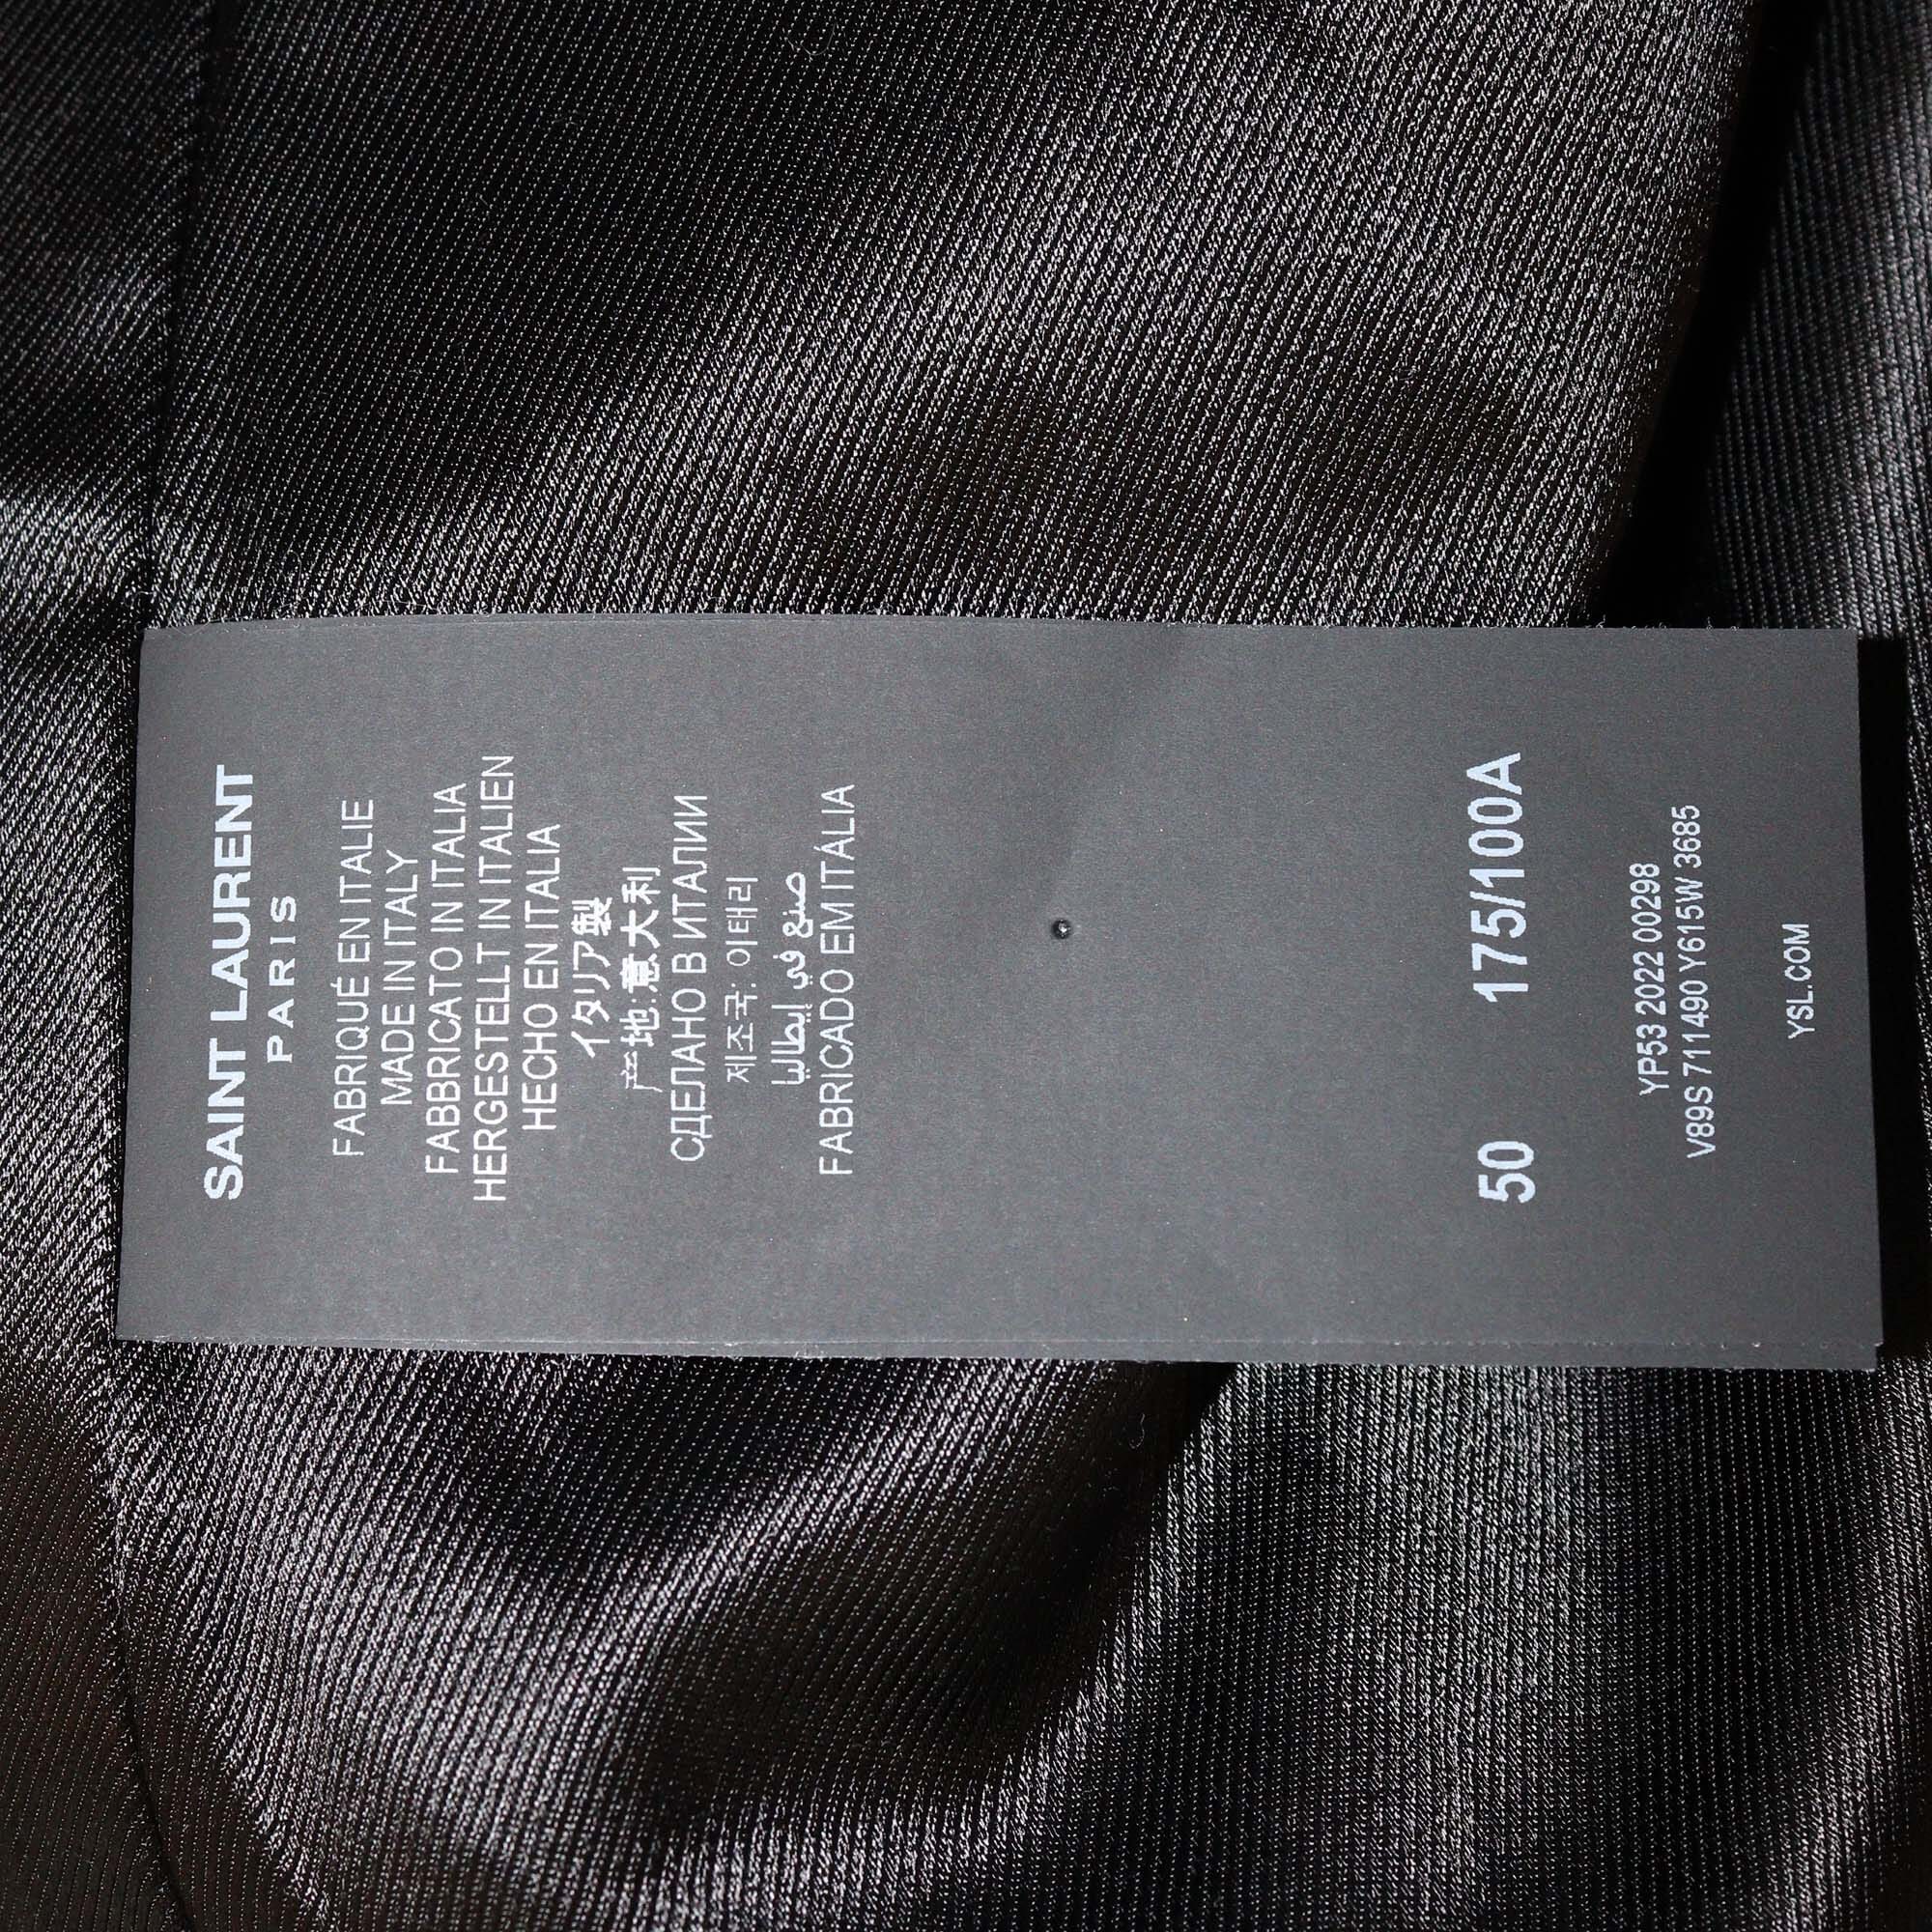 SAINT LAURENT
PARIS
FABRIQUÉ EN ITALIE
MADE IN ITALY
FABBRICATO IN ITALIA
HERGESTELLT IN ITALIEN
HECHO EN ITALIA
イタリア製
产地:意大利
СДЕЛАНО В ИТАЛИИ
제조국: 이태리
صنع في إيطاليا
FABRICADO EM ITÁLIA
50 175/100A
YP53 2022 00298
V89S 711490 Y615W 3685
YSL.COM